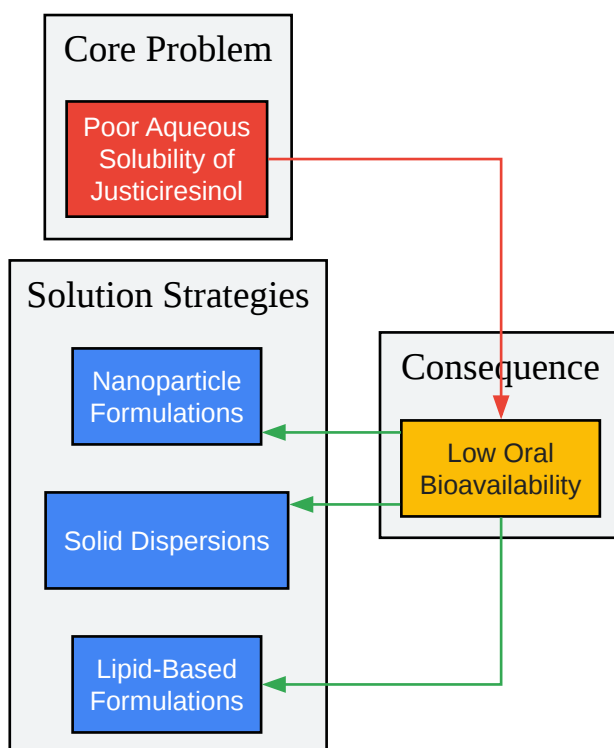 Core Problem
Poor Aqueous
Solubility of
Justiciresinol
Solution Strategies
Nanoparticle
Formulations
Solid Dispersions
Lipid-Based
Formulations
Consequence
Low Oral
Bioavailability